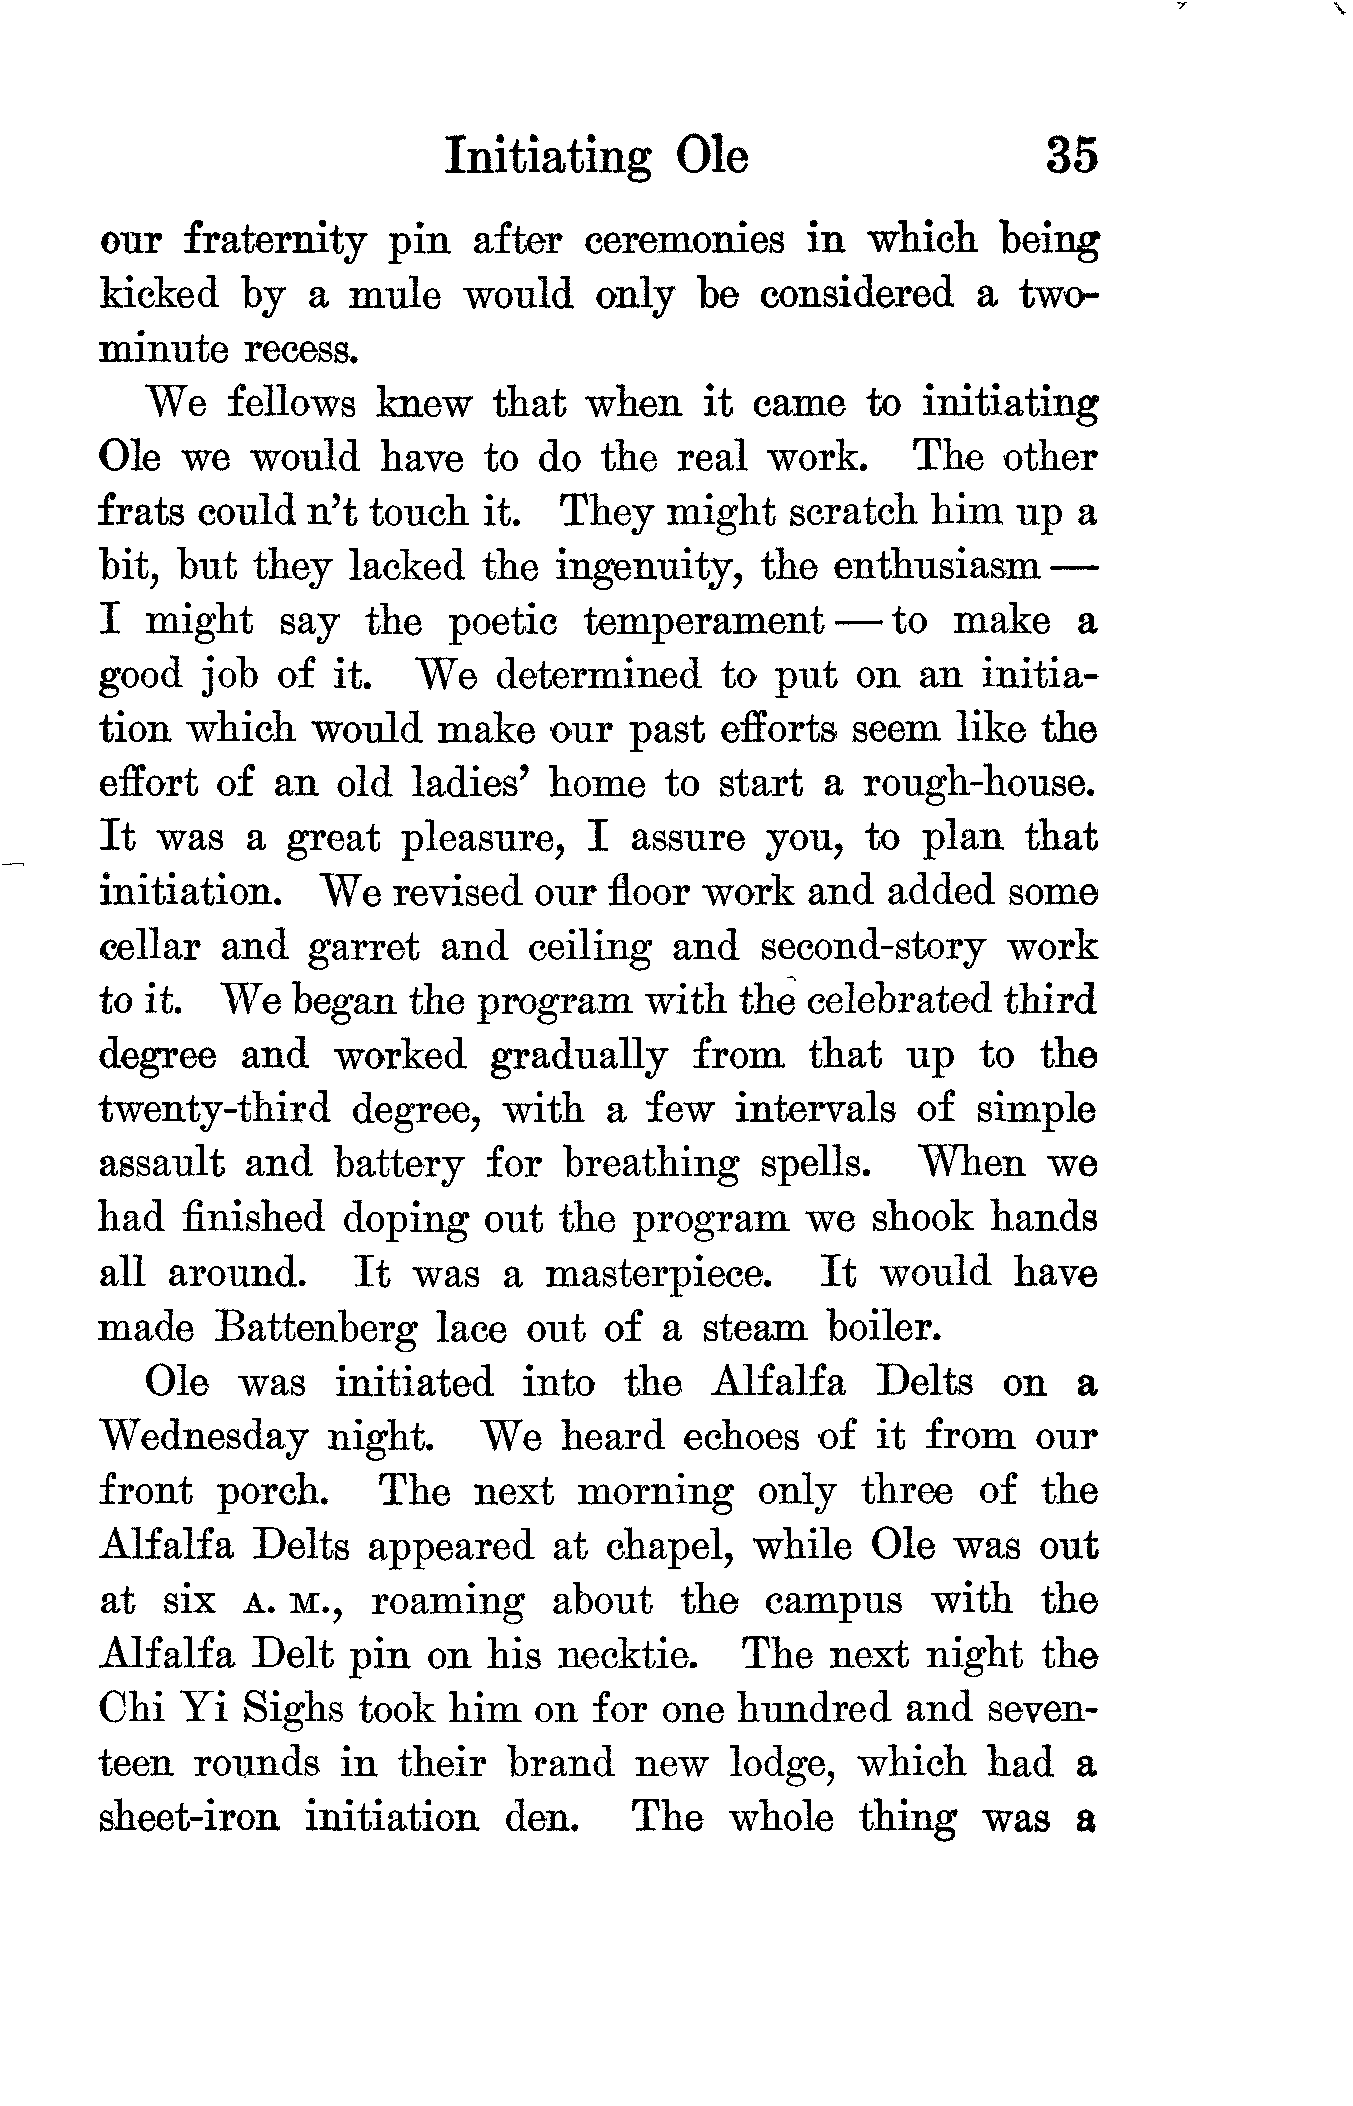 Initiating Ole 35
our fraternity pin after ceremonies in which being
kicked by a mule would only be considered a two-
minute recess.
We fellows knew that when it came to initiating
Ole we would have to do the real work. The other
frats could n't touch it. They might scratch him up a
bit, but they lacked the ingenuity, the enthusiasm —
I might say the poetic temperament — to make a
good job of it. We determined to put on an initia-
tion which would make our past efforts seem like the
effort of an old ladies' home to start a rough-house.
It was a great pleasure, I assure you, to plan that
initiation. We revised our floor work and added some
cellar and garret and ceiling and second-story work
to it. We began the program with the celebrated third
degree and worked gradually from that up to the
twenty-third degree, with a few intervals of simple
assault and battery for breathing spells. When we
had finished doping out the program we shook hands
all around. It was a masterpiece. It would have
made Battenberg lace out of a steam boiler.
Ole was initiated into the Alfalfa Delts on a
Wednesday night. We heard echoes of it from our
front porch. The next morning only three of the
Alfalfa Delts appeared at chapel, while Ole was out
at six A. M., roaming about the campus with the
Alfalfa Delt pin on his necktie. The next night the
Chi Yi Sighs took him on for one hundred and seven-
teen rounds in their brand new lodge, which had a
sheet-iron initiation den. The whole thing was a